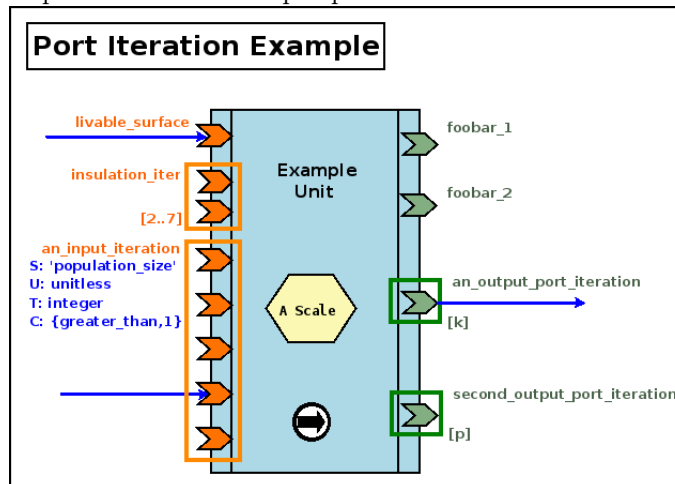 Port Iteration Example
livable_surface
foobar_1
insulation_iter
Example
Unit
foobar_2
[2..7]
an_input_iteration
S: 'population_size'
U: unitless
T: integer
C: {greater_than,1}
an_output_port_iteration
A Scale
[k]
second_output_port_iteration
[p]